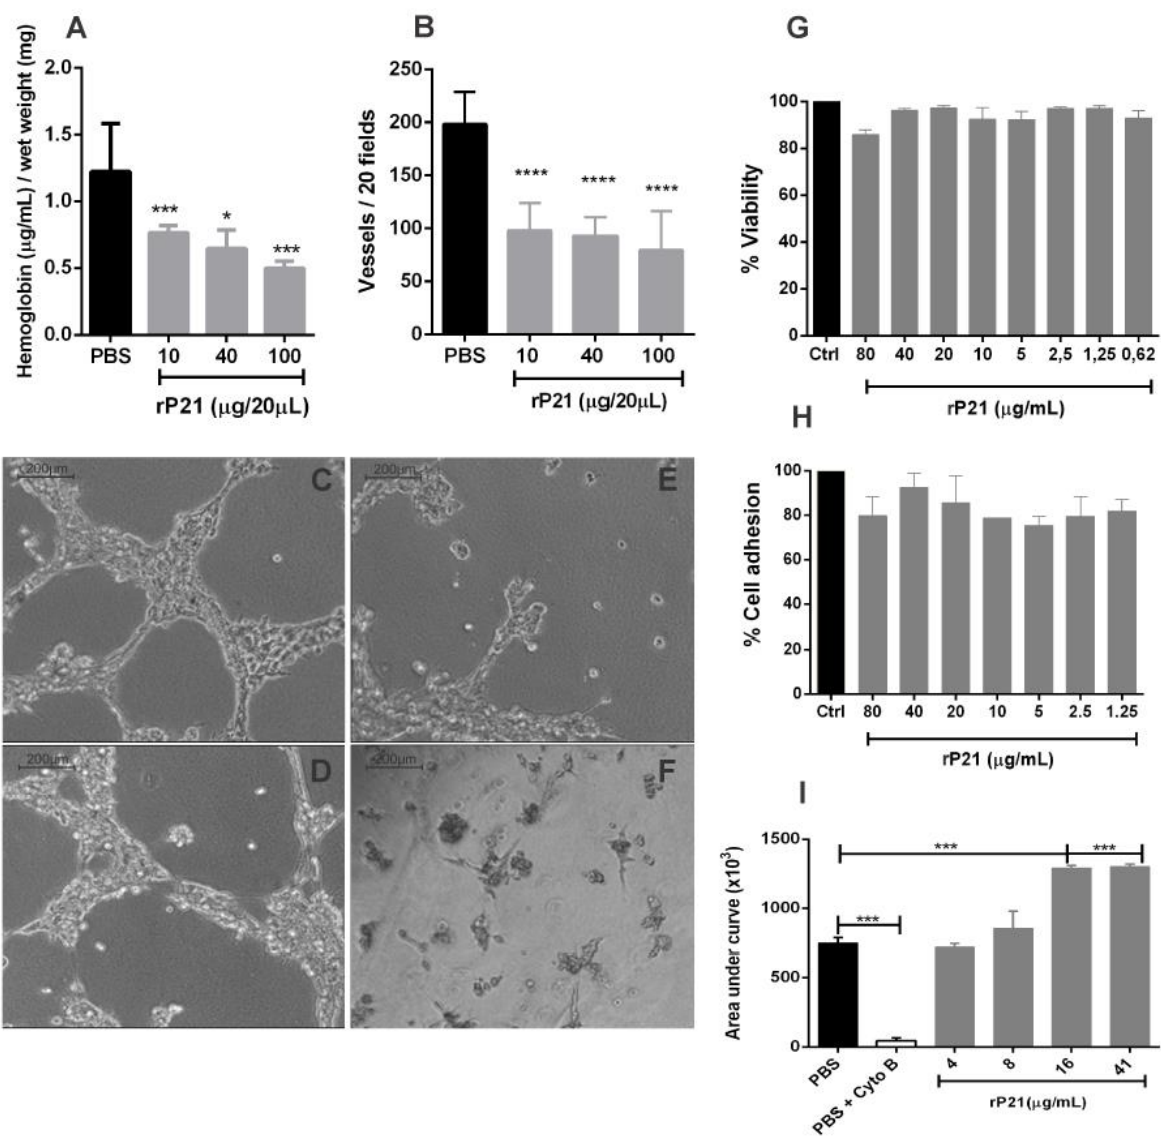 A
Hemoglobin (μg/mL) / wet weight (mg)
2.0
1.5
1.0
0.5
0.0
***
*
***
PBS 10 40 100
rP21 (μg/20μL)
B
Vessels / 20 fields
250
200
150
100
50
0
****
****
****
PBS 10 40 100
rP21 (μg/20μL)
G
% Viability
100
80
60
40
20
0
Ctrl 80 40 20 10 5 2,5 1,25 0,62
rP21 (μg/mL)
200μm
C
200μm
E
200μm
D
200μm
F
H
% Cell adhesion
100
80
60
40
20
0
Ctrl 80 40 20 10 5 2.5 1.25
rP21 (μg/mL)
I
Area under curve (x10³)
1500
1000
500
0
***
***
***
PBS PBS + Cyto B 4 8 16 41
rP21(μg/mL)